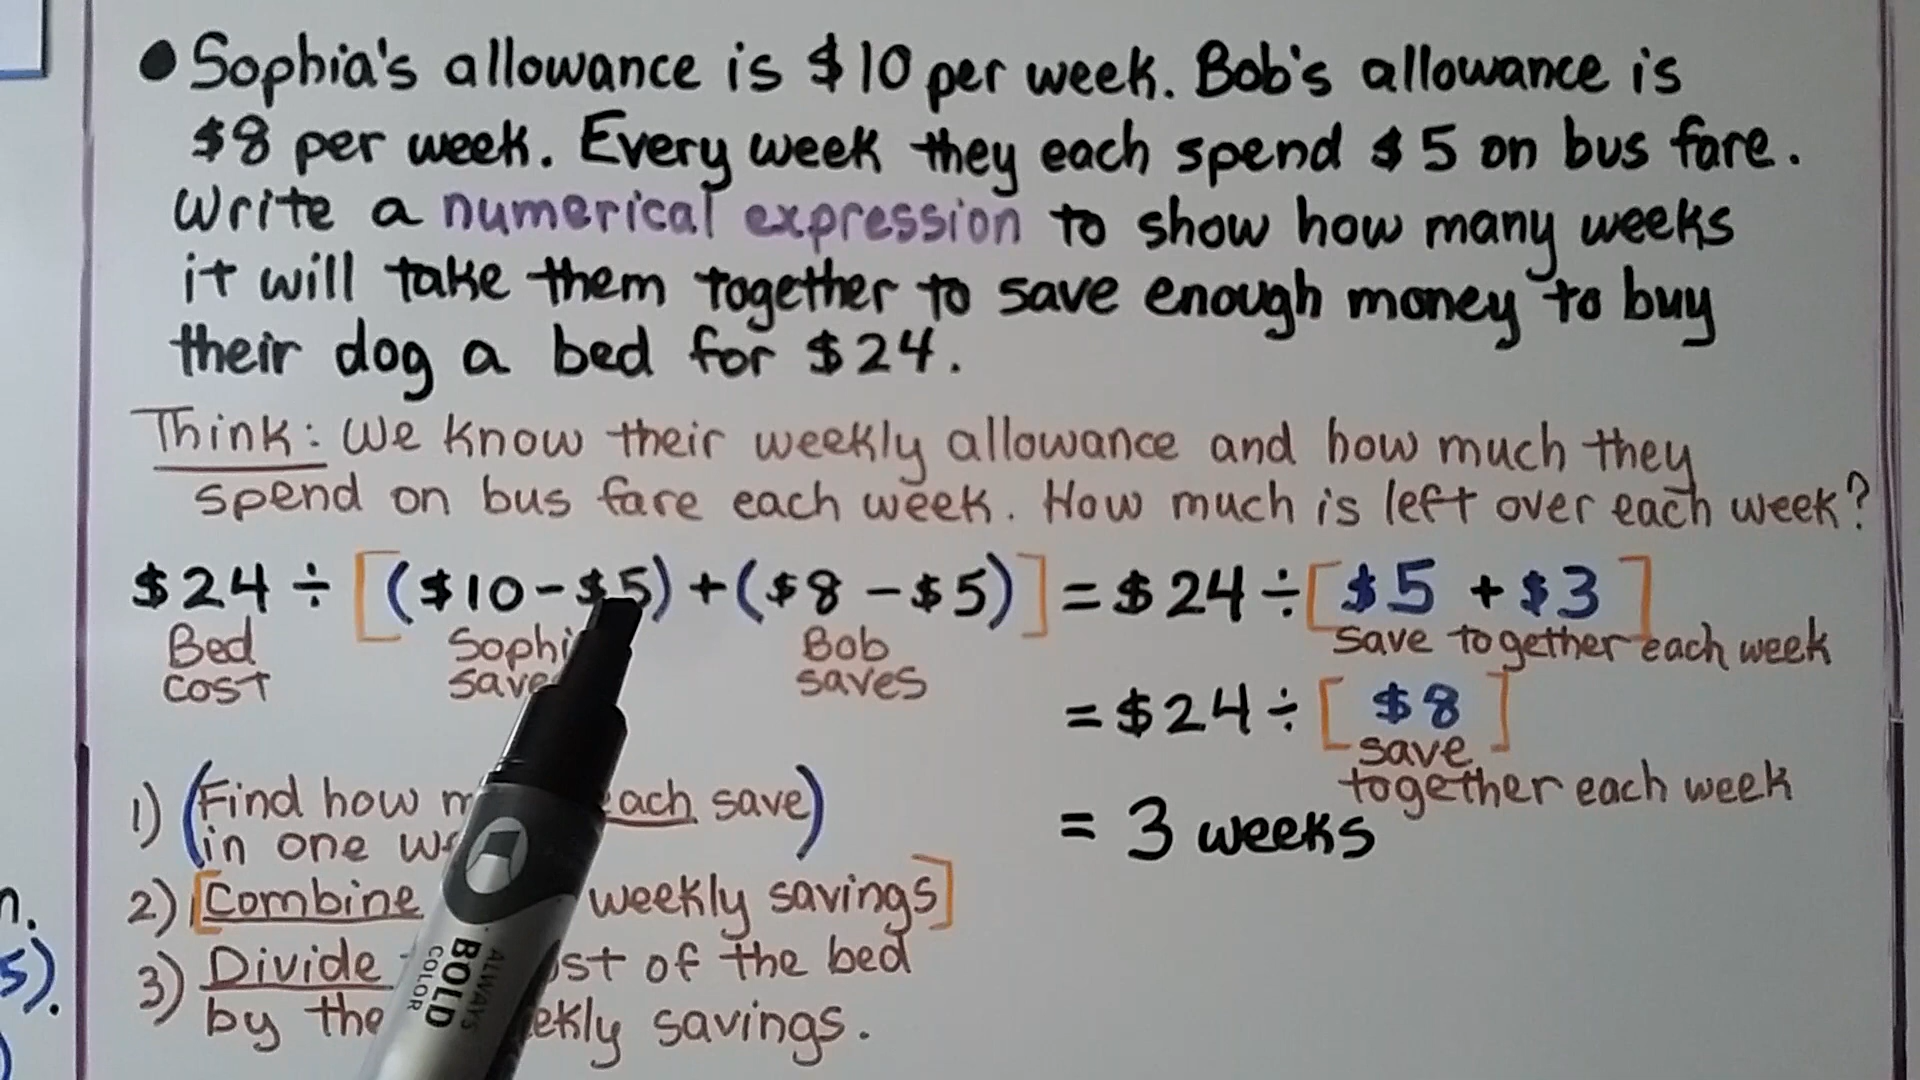 • Sophia's allowance is $10 per week. Bob's allowance is
$8 per week. Every week they each spend $5 on bus fare.
Write a numerical expression to show how many weeks
it will take them together to save enough money to buy
their dog a bed for $24.
Think: We know their weekly allowance and how much they
spend on bus fare each week. How much is left over each week?
$24 ÷ [($10 - $5) + ($8 - $5)] = $24 ÷ [$5 + $3]
Bed cost
Sophi
save
Bob saves
save together each week
= $24 ÷ [$8]
save
together each week
= 3 weeks
1) (Find how m each save)
in one w
2) [Combine weekly savings]
3) Divide st of the bed
by the ekly savings.
n.
5).
ALWAYS
BOLD
COLOR